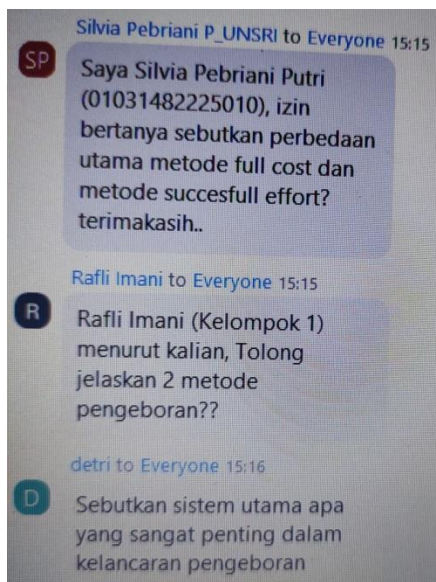 Silvia Pebriani P_UNSRI to Everyone 15:15
SP
Saya Silvia Pebriani Putri
(01031482225010), izin
bertanya sebutkan perbedaan
utama metode full cost dan
metode succesfull effort?
terimakasih..
Rafli Imani to Everyone 15:15
R
Rafli Imani (Kelompok 1)
menurut kalian, Tolong
jelaskan 2 metode
pengeboran??
detri to Everyone 15:16
D
Sebutkan sistem utama apa
yang sangat penting dalam
kelancaran pengeboran